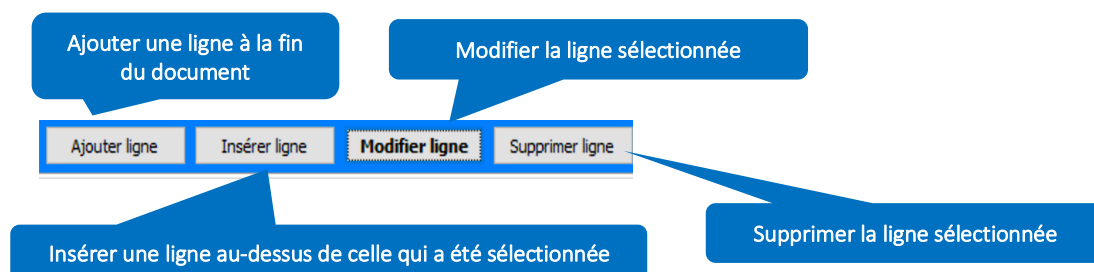 Ajouter une ligne à la fin
du document
Modifier la ligne sélectionnée
Ajouter ligne
Insérer ligne
Modifier ligne
Supprimer ligne
Insérer une ligne au-dessus de celle qui a été sélectionnée
Supprimer la ligne sélectionnée